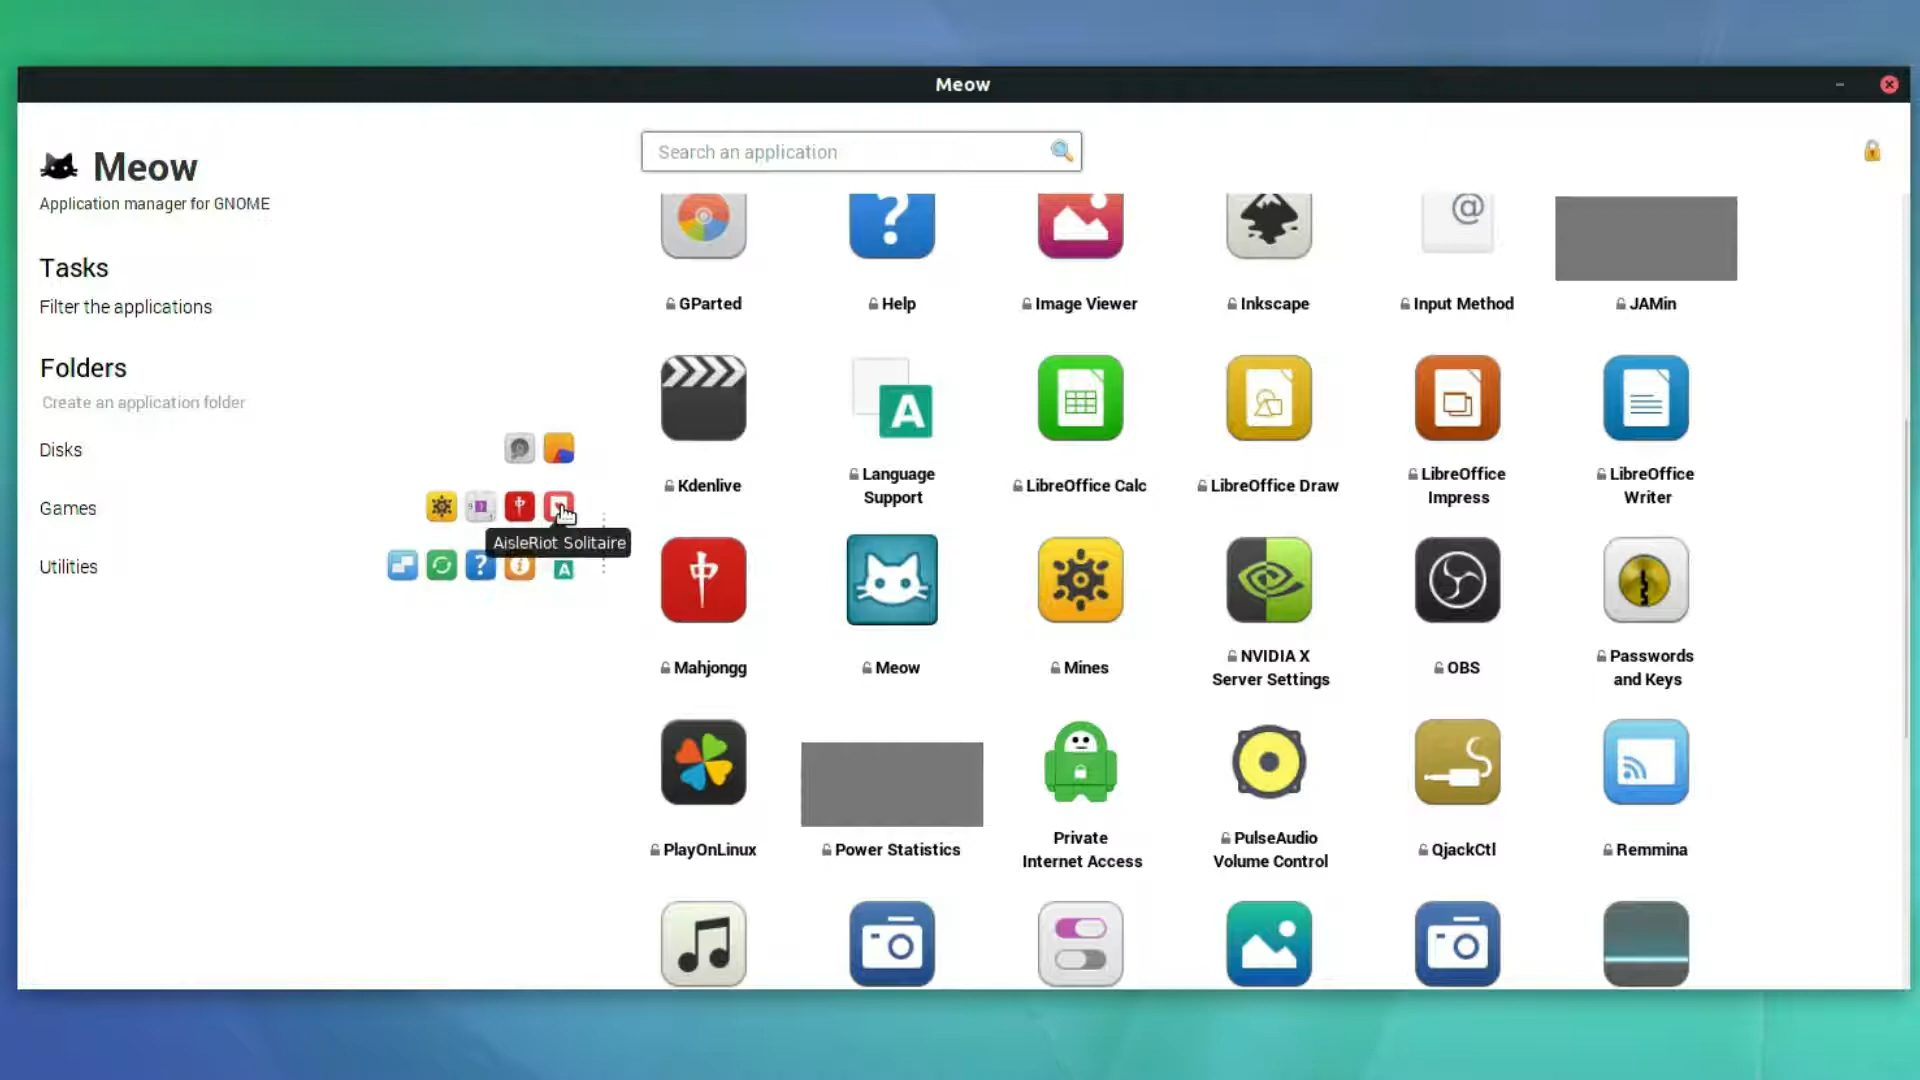 Meow
Meow
Application manager for GNOME
Tasks
Filter the applications
Folders
Create an application folder
Disks
Games
AisleRiot Solitaire
Utilities
Search an application
GParted
Help
Image Viewer
Inkscape
Input Method
JAMin
Kdenlive
Language
Support
LibreOffice Calc
LibreOffice Draw
LibreOffice
Impress
LibreOffice
Writer
Mahjongg
Meow
Mines
NVIDIA X
Server Settings
OBS
Passwords
and Keys
PlayOnLinux
Power Statistics
Private
Internet Access
PulseAudio
Volume Control
QjackCtl
Remmina